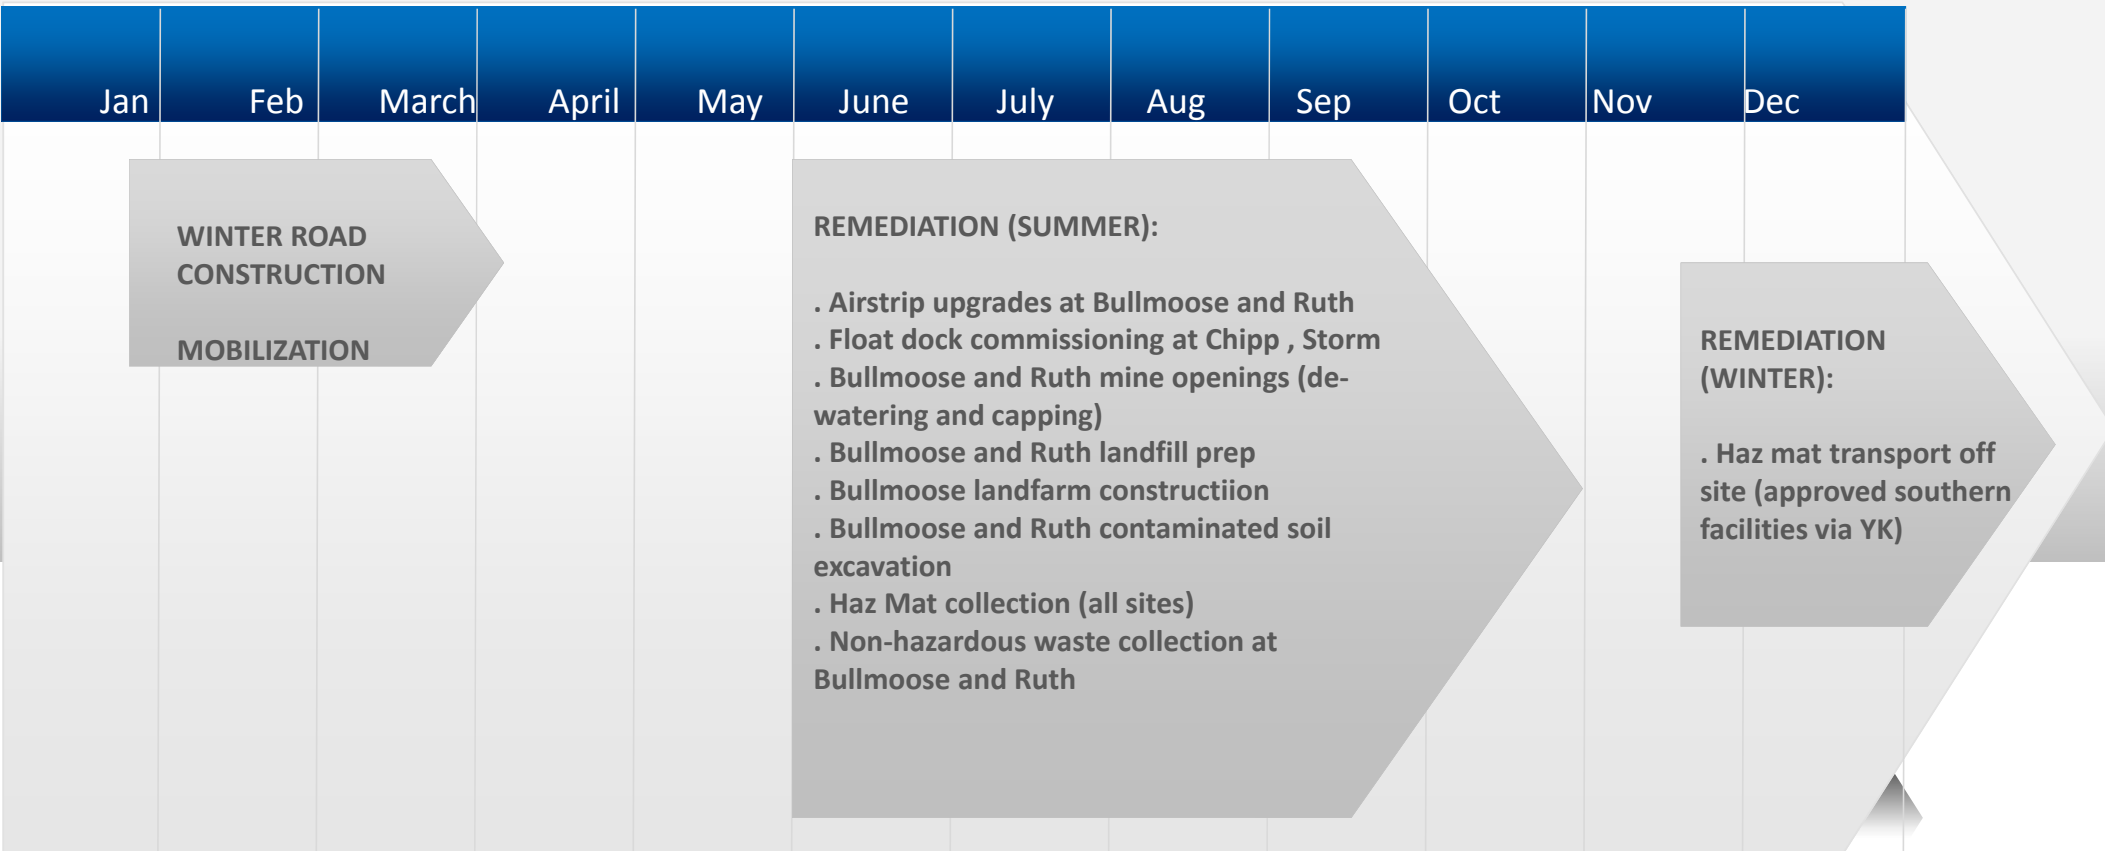 Jan Feb March April May June July Aug Sep Oct Nov Dec
WINTER ROAD
CONSTRUCTION
MOBILIZATION
REMEDIATION (SUMMER):
. Airstrip upgrades at Bullmoose and Ruth
. Float dock commissioning at Chipp , Storm
. Bullmoose and Ruth mine openings (de-
watering and capping)
. Bullmoose and Ruth landfill prep
. Bullmoose landfarm constructiion
. Bullmoose and Ruth contaminated soil
excavation
. Haz Mat collection (all sites)
. Non-hazardous waste collection at
Bullmoose and Ruth
REMEDIATION
(WINTER):
. Haz mat transport off
site (approved southern
facilities via YK)